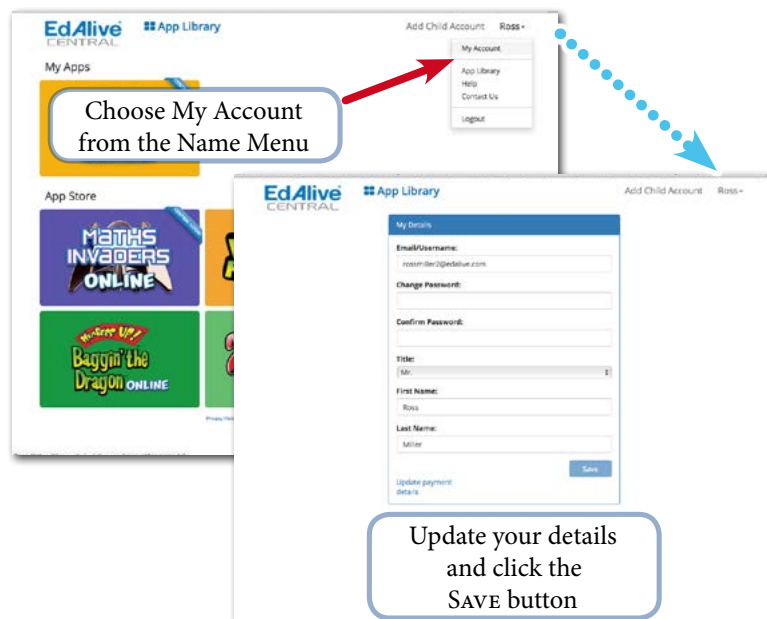 EdAlive
CENTRAL
App Library
Add Child Account Ross
My Apps
My Account
App Library
Help
Contact Us
Logout
Choose My Account
from the Name Menu
App Store
MATHS
INVADERS
ONLINE
Baggin' the
Dragon ONLINE
EdAlive
CENTRAL
App Library
Add Child Account Ross
My Details
Email/Username:
rossmiller2@edalive.com
Change Password:
Confirm Password:
Title:
Mr.
First Name:
Ross
Last Name:
Miller
Save
Update payment
details
Update your details
and click the
SAVE button